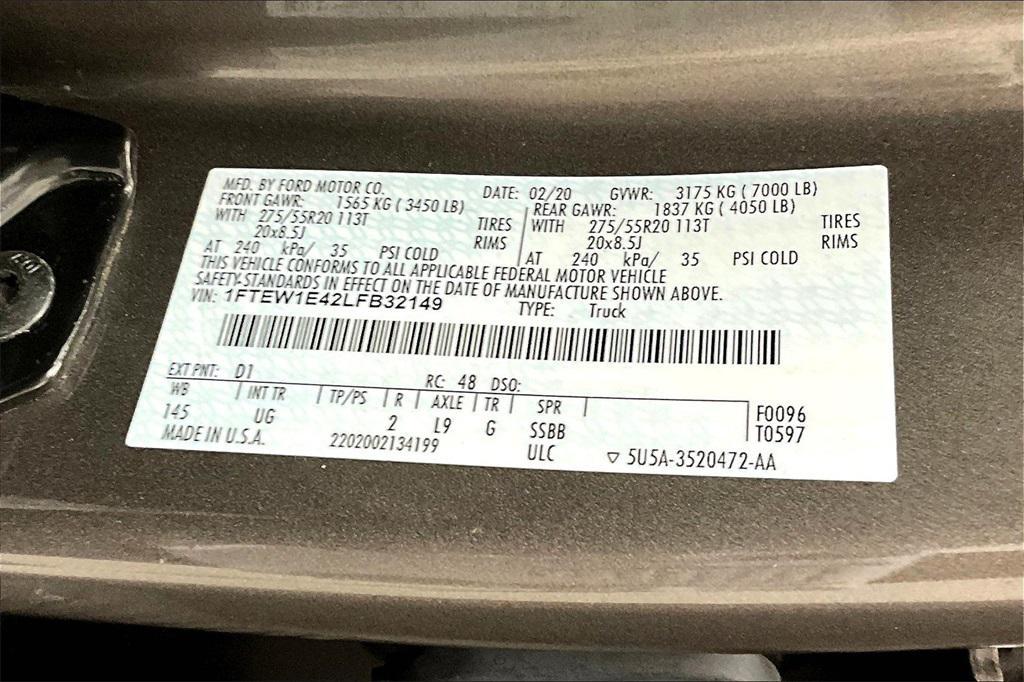 MFD. BY FORD MOTOR CO. DATE: 02/20 GVWR: 3175 KG ( 7000 LB)
FRONT GAWR: 1565 KG ( 3450 LB) REAR GAWR: 1837 KG ( 4050 LB)
WITH 275/55R20 113T TIRES WITH 275/55R20 113T TIRES
20x8.5J RIMS 20x8.5J RIMS
AT 240 kPa/ 35 PSI COLD AT 240 kPa/ 35 PSI COLD
THIS VEHICLE CONFORMS TO ALL APPLICABLE FEDERAL MOTOR VEHICLE
SAFETY-STANDARDS IN EFFECT ON THE DATE OF MANUFACTURE SHOWN ABOVE.
VIN: 1FTEW1E42LFB32149 TYPE: Truck
EXT PNT: D1 RC: 48 DSO:
WB INT TR TP/PS R AXLE TR SPR F0096
145 UG 2 L9 G SSBB T0597
MADE IN U.S.A. 2202002134199 ULC ▽ 5U5A-3520472-AA